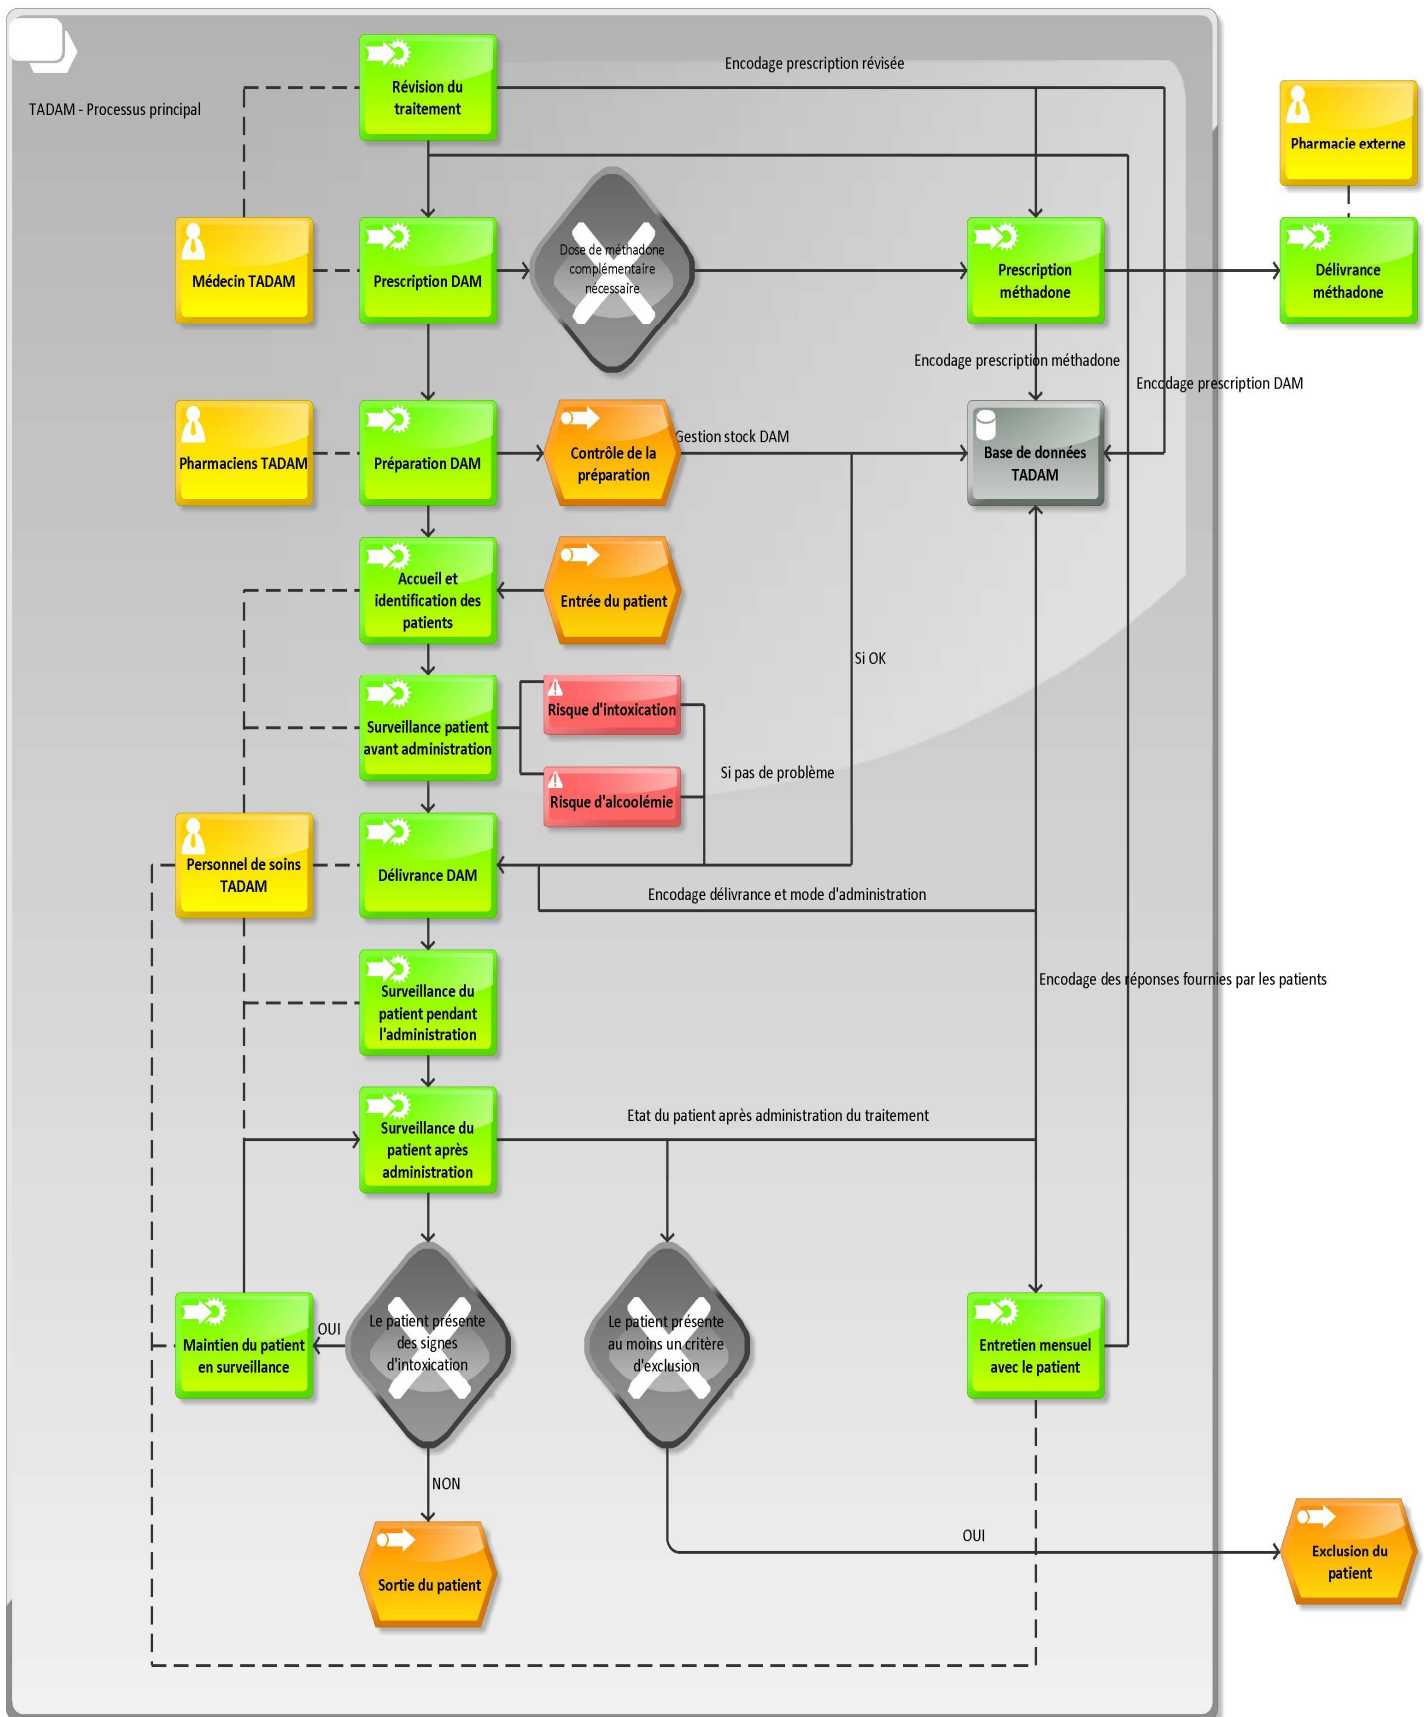 Encodage prescription révisée
Révision du
traitement
TADAM - Processus principal
Pharmacie externe
Médecin TADAM
Prescription DAM
Dose de méthadone
complémentaire
nécessaire
Prescription
méthadone
Délivrance
méthadone
Encodage prescription méthadone
Encodage prescription DAM
Pharmaciens TADAM
Préparation DAM
Contrôle de la
préparation
Gestion stock DAM
Base de données
TADAM
Accueil et
identification des
patients
Entrée du patient
Si OK
Surveillance patient
avant administration
Risque d'intoxication
Si pas de problème
Risque d'alcoolémie
Personnel de soins
TADAM
Délivrance DAM
Encodage délivrance et mode d'administration
Surveillance du
patient pendant
l'administration
Encodage des réponses fournies par les patients
Surveillance du
patient après
administration
Etat du patient après administration du traitement
Maintien du patient
en surveillance
OUI
Le patient présente
des signes
d'intoxication
Le patient présente
au moins un critère
d'exclusion
Entretien mensuel
avec le patient
NON
OUI
Sortie du patient
Exclusion du
patient